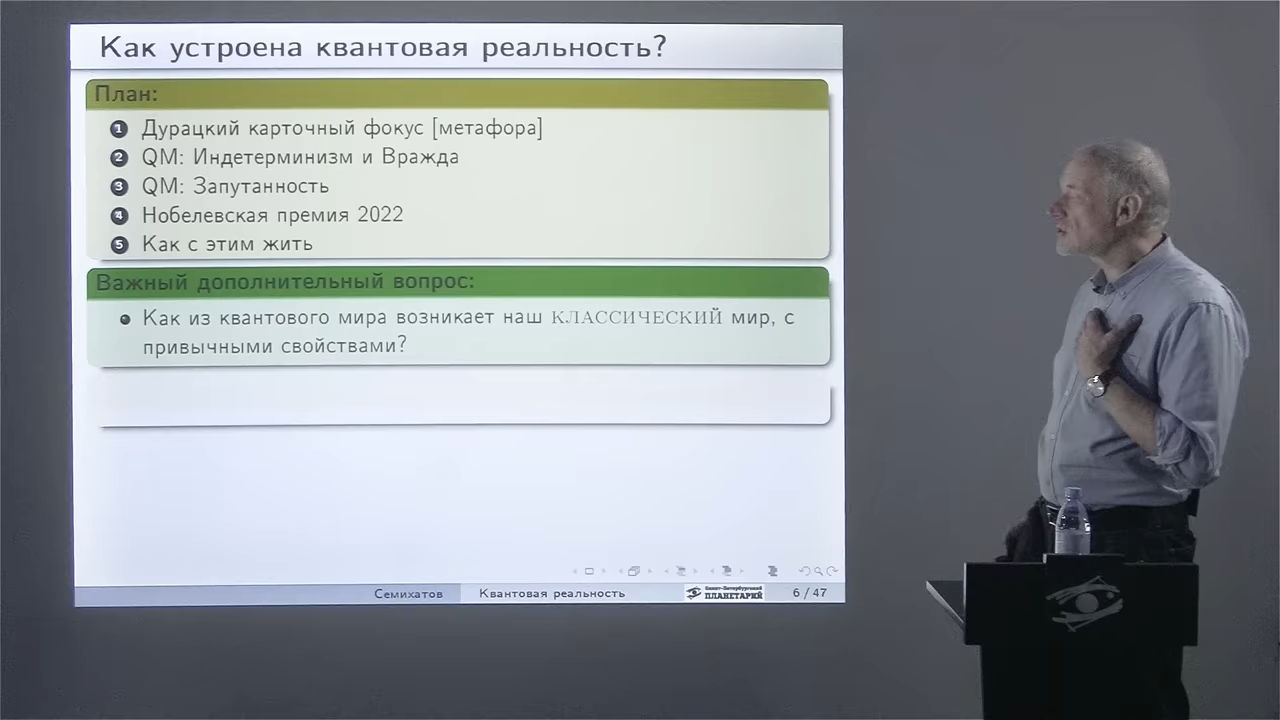 Как устроена квантовая реальность?
План:
1 Дурацкий карточный фокус [метафора]
2 QM: Индетерминизм и Вражда
3 QM: Запутанность
4 Нобелевская премия 2022
5 Как с этим жить
Важный дополнительный вопрос:
Как из квантового мира возникает наш КЛАССИЧЕСКИЙ мир, с
привычными свойствами?
Семихатов Квантовая реальность Санкт-Петербургский ПЛАНЕТАРИЙ 6 / 47